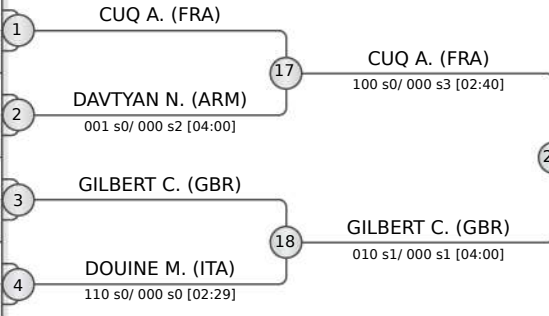 CUQ A. (FRA)
1
17
CUQ A. (FRA)
100 s0/ 000 s3 [02:40]
DAVTYAN N. (ARM)
2
001 s0/ 000 s2 [04:00]
GILBERT C. (GBR)
3
18
GILBERT C. (GBR)
010 s1/ 000 s1 [04:00]
DOUINE M. (ITA)
4
110 s0/ 000 s0 [02:29]